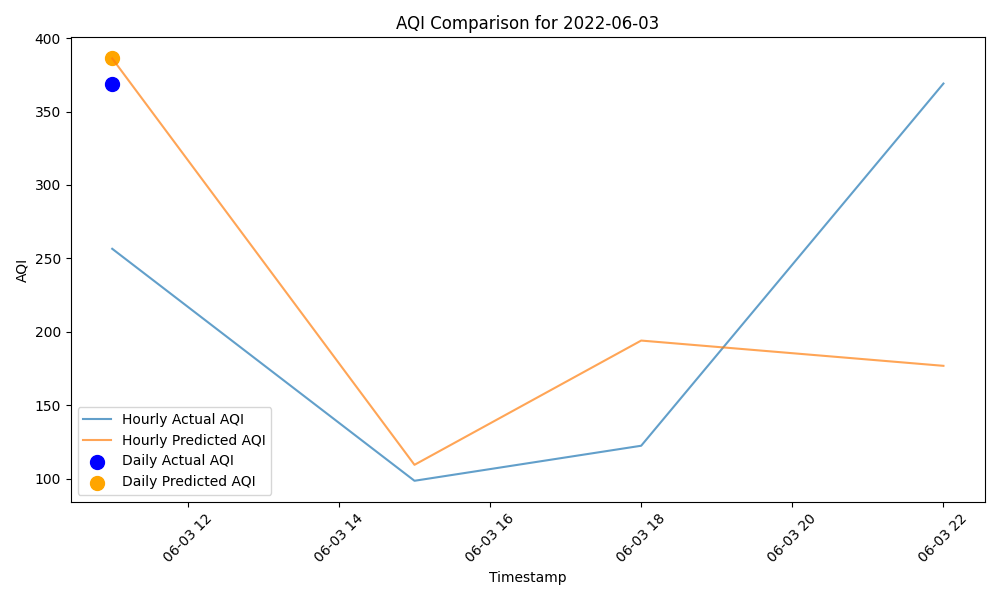 AQI Comparison for 2022-06-03
400
350
300
250
200
150
100
AQI
Hourly Actual AQI
Hourly Predicted AQI
Daily Actual AQI
Daily Predicted AQI
06-03 12
06-03 14
06-03 16
06-03 18
06-03 20
06-03 22
Timestamp